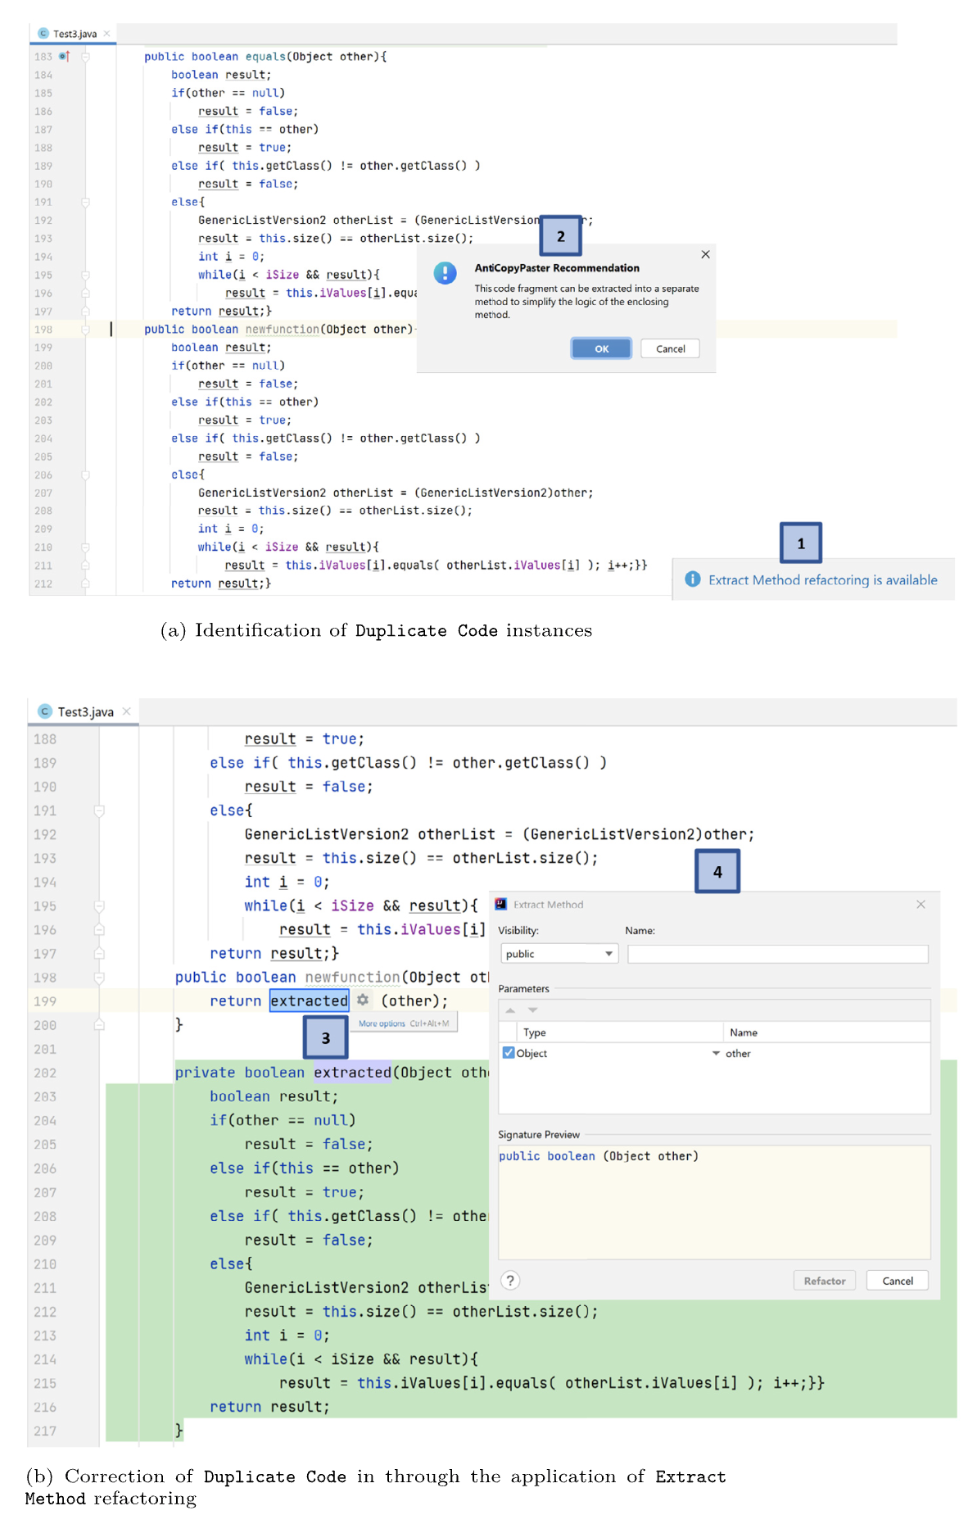 Test3.java
183 public boolean equals(Object other){
184 boolean result;
185 if(other == null)
186 result = false;
187 else if(this == other)
188 result = true;
189 else if( this.getClass() != other.getClass() )
190 result = false;
191 else{
192 GenericListVersion2 otherList = (GenericListVersion r;
193 result = this.size() == otherList.size();
194 int i = 0;
195 while(i < iSize && result){
196 result = this.iValues[i].equa
197 return result;}
2
AntiCopyPaster Recommendation
This code fragment can be extracted into a separate
method to simplify the logic of the enclosing
method.
OK Cancel
198 public boolean newfunction(Object other)
199 boolean result;
200 if(other == null)
201 result = false;
202 else if(this == other)
203 result = true;
204 else if( this.getClass() != other.getClass() )
205 result = false;
206 else{
207 GenericListVersion2 otherList = (GenericListVersion2)other;
208 result = this.size() == otherList.size();
209 int i = 0;
210 while(i < iSize && result){
211 result = this.iValues[i].equals( otherList.iValues[i] ); i++;}}
212 return result;}
1
Extract Method refactoring is available
(a) Identification of Duplicate Code instances
Test3.java
188 result = true;
189 else if( this.getClass() != other.getClass() )
190 result = false;
191 else{
192 GenericListVersion2 otherList = (GenericListVersion2)other;
193 result = this.size() == otherList.size();
194 int i = 0;
195 while(i < iSize && result){
196 result = this.iValues[i]
197 return result;}
198 public boolean newfunction(Object ot
199 return extracted (other);
More options Ctrl+Alt+M
200 }
3
201
202 private boolean extracted(Object othe
203 boolean result;
204 if(other == null)
205 result = false;
206 else if(this == other)
207 result = true;
208 else if( this.getClass() != othe
209 result = false;
210 else{
211 GenericListVersion2 otherLis
212 result = this.size() == otherList.size();
213 int i = 0;
214 while(i < iSize && result){
215 result = this.iValues[i].equals( otherList.iValues[i] ); i++;}}
216 return result;
217 }
4
Extract Method
Visibility: Name:
public
Parameters
Type Name
Object other
Signature Preview
public boolean (Object other)
? Refactor Cancel
(b) Correction of Duplicate Code in through the application of Extract
Method refactoring